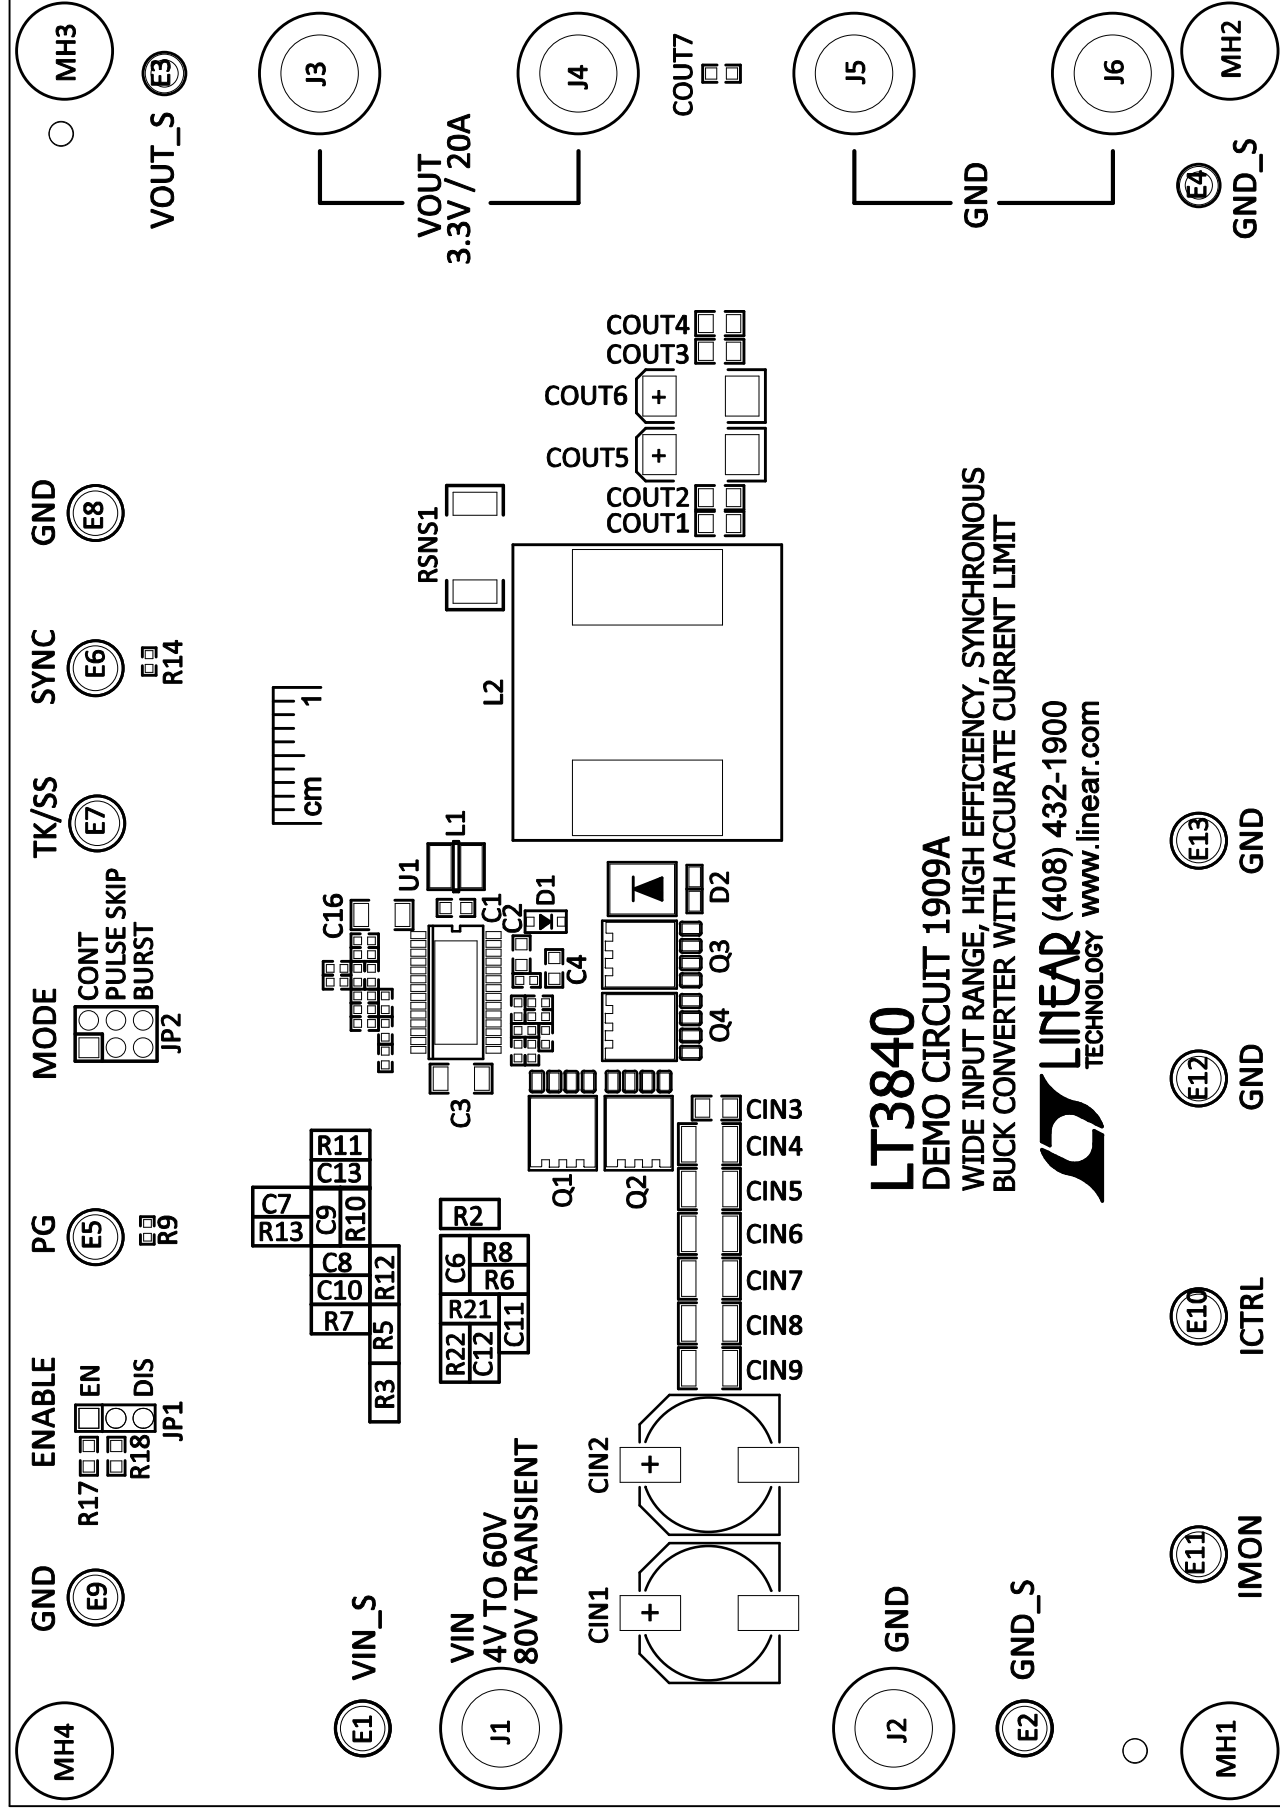 MH4
GND
E9
ENABLE
R17
R18
EN
DIS
JP1
PG
E5
R9
MODE
CONT
PULSE SKIP
BURST
JP2
TK/SS
E7
SYNC
E6
R14
GND
E8
MH3
VOUT_S
E3
E1
VIN_S
J1
VIN
4V TO 60V
80V TRANSIENT
C7
R13
R11
C13
C9
R10
C8
C10
R12
R7
R5
R3
R2
C6
R8
R6
R21
C11
R22
C12
C16
U1
L1
C1
C2
D1
C4
C3
cm
1
L2
RSNS1
J3
J4
VOUT
3.3V / 20A
COUT7
COUT4
COUT3
COUT6
+
COUT5
+
COUT2
COUT1
Q1
Q2
Q4
Q3
D2
CIN1
+
CIN2
+
CIN9
CIN8
CIN7
CIN6
CIN5
CIN4
CIN3
J2
GND
E2
GND_S
J5
J6
GND
LT3840
DEMO CIRCUIT 1909A
WIDE INPUT RANGE, HIGH EFFICIENCY, SYNCHRONOUS
BUCK CONVERTER WITH ACCURATE CURRENT LIMIT
LINEAR (408) 432-1900
TECHNOLOGY www.linear.com
MH1
E11
IMON
E10
ICTRL
E12
GND
E13
GND
E4
GND_S
MH2